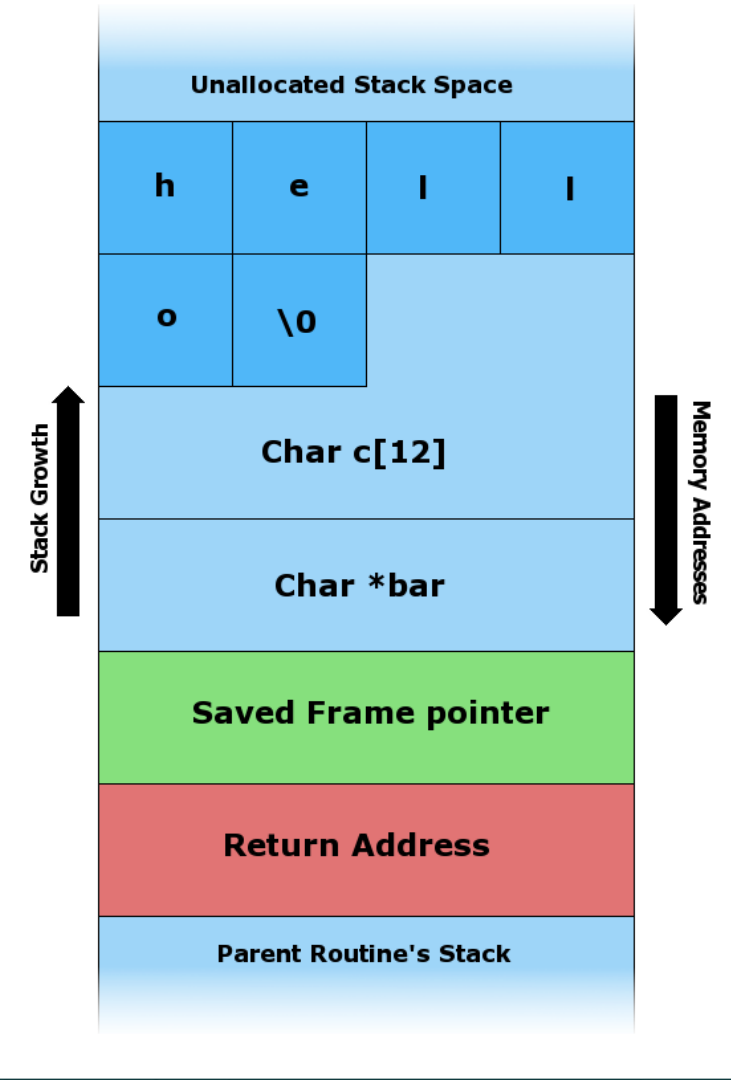 Unallocated Stack Space
h e l l
o \0
Char c[12]
Stack Growth
Memory Addresses
Char *bar
Saved Frame pointer
Return Address
Parent Routine's Stack